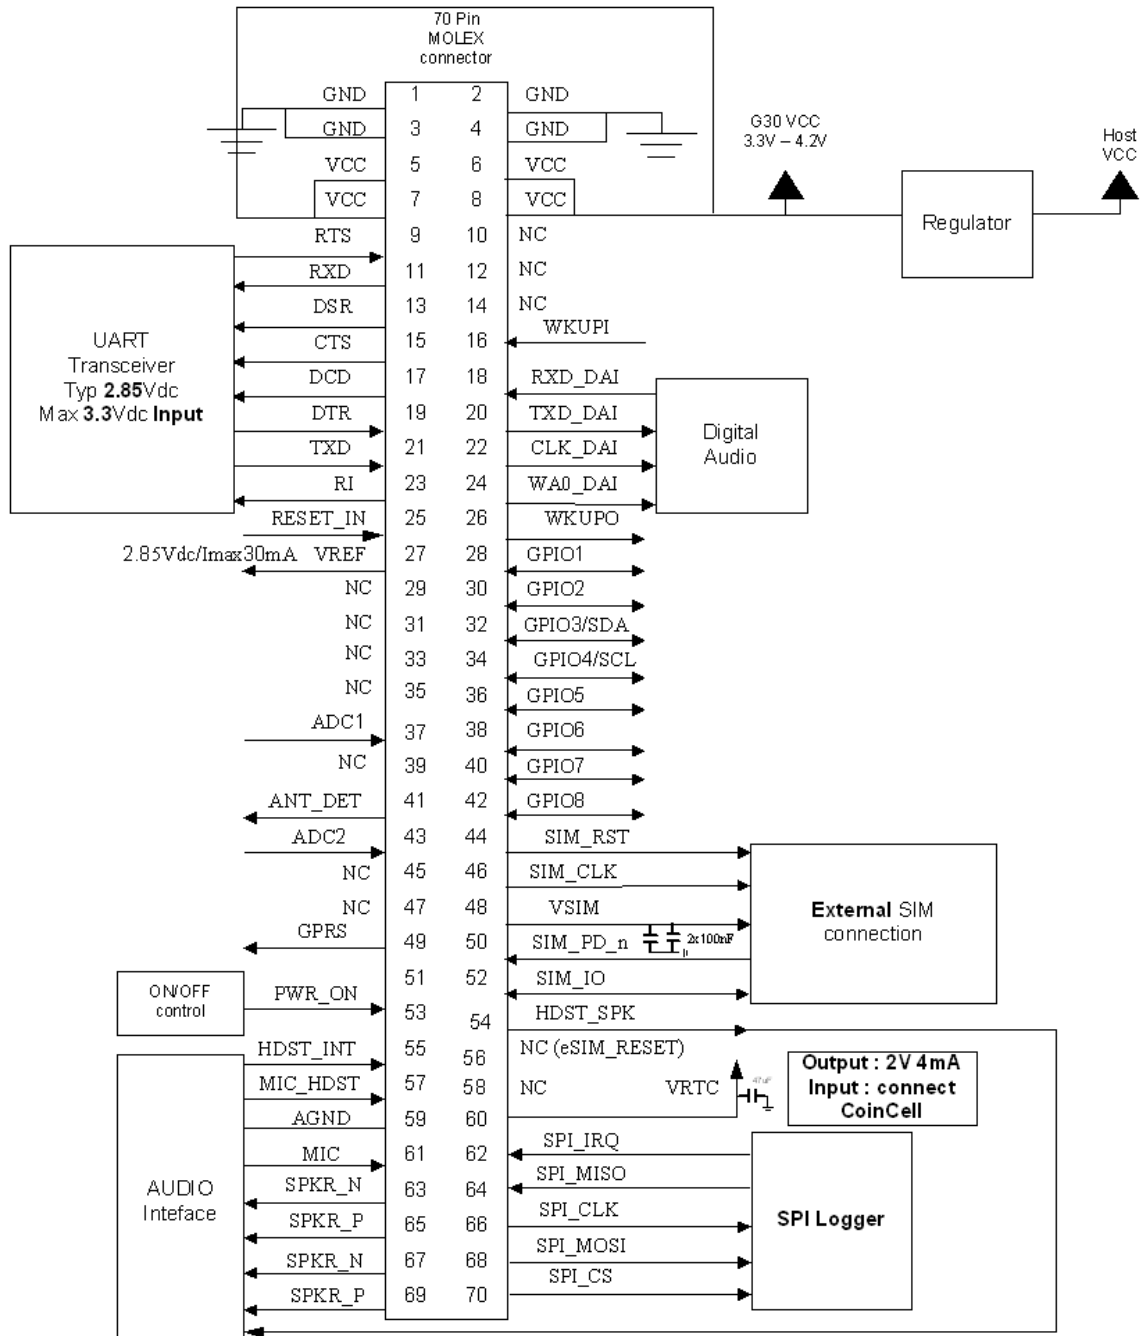 70 Pin
MOLEX
connector
GND 1 2 GND
GND 3 4 GND
VCC 5 6 VCC
VCC 7 8 VCC
G30 VCC
3.3V – 4.2V
Host
VCC
Regulator
RTS 9 10 NC
RXD 11 12 NC
DSR 13 14 NC
CTS 15 16 WKUPI
DCD 17 18 RXD_DAI
DTR 19 20 TXD_DAI
TXD 21 22 CLK_DAI
RI 23 24 WA0_DAI
UART
Transceiver
Typ 2.85Vdc
Max 3.3Vdc Input
Digital
Audio
RESET_IN 25 26 WKUPO
2.85Vdc/Imax30mA VREF 27 28 GPIO1
NC 29 30 GPIO2
NC 31 32 GPIO3/SDA
NC 33 34 GPIO4/SCL
NC 35 36 GPIO5
ADC1 37 38 GPIO6
NC 39 40 GPIO7
ANT_DET 41 42 GPIO8
ADC2 43 44 SIM_RST
NC 45 46 SIM_CLK
NC 47 48 VSIM
GPRS 49 50 SIM_PD_n 2x100nF
51 52 SIM_IO
External SIM
connection
ON/OFF
control
PWR_ON 53 54 HDST_SPK
HDST_INT 55 56 NC (eSIM_RESET)
MIC_HDST 57 58 NC VRTC
AGND 59 60
Output : 2V 4mA
Input : connect
CoinCell
MIC 61 62 SPI_IRQ
SPKR_N 63 64 SPI_MISO
SPKR_P 65 66 SPI_CLK
SPKR_N 67 68 SPI_MOSI
SPKR_P 69 70 SPI_CS
AUDIO
Inteface
SPI Logger